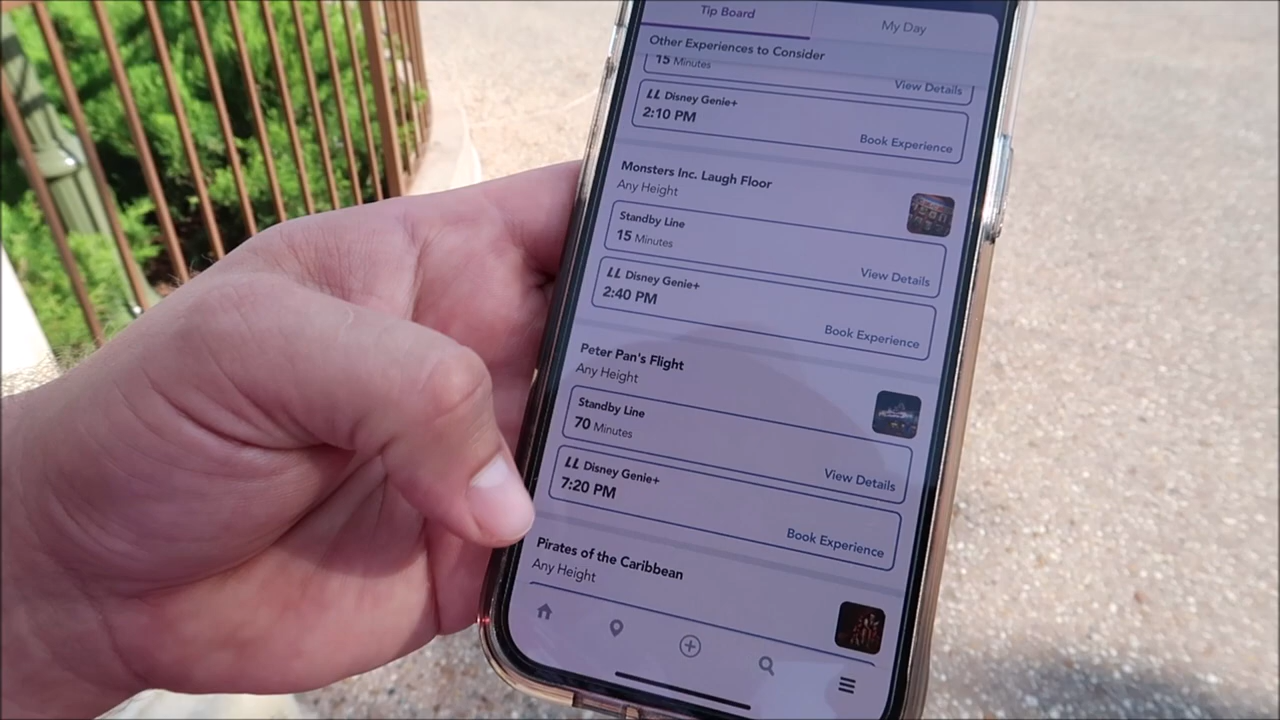 Tip Board
My Day
Other Experiences to Consider
15 Minutes
View Details
LL Disney Genie+
2:10 PM
Book Experience
Monsters Inc. Laugh Floor
Any Height
Standby Line
15 Minutes
View Details
LL Disney Genie+
2:40 PM
Book Experience
Peter Pan's Flight
Any Height
Standby Line
70 Minutes
View Details
LL Disney Genie+
7:20 PM
Book Experience
Pirates of the Caribbean
Any Height